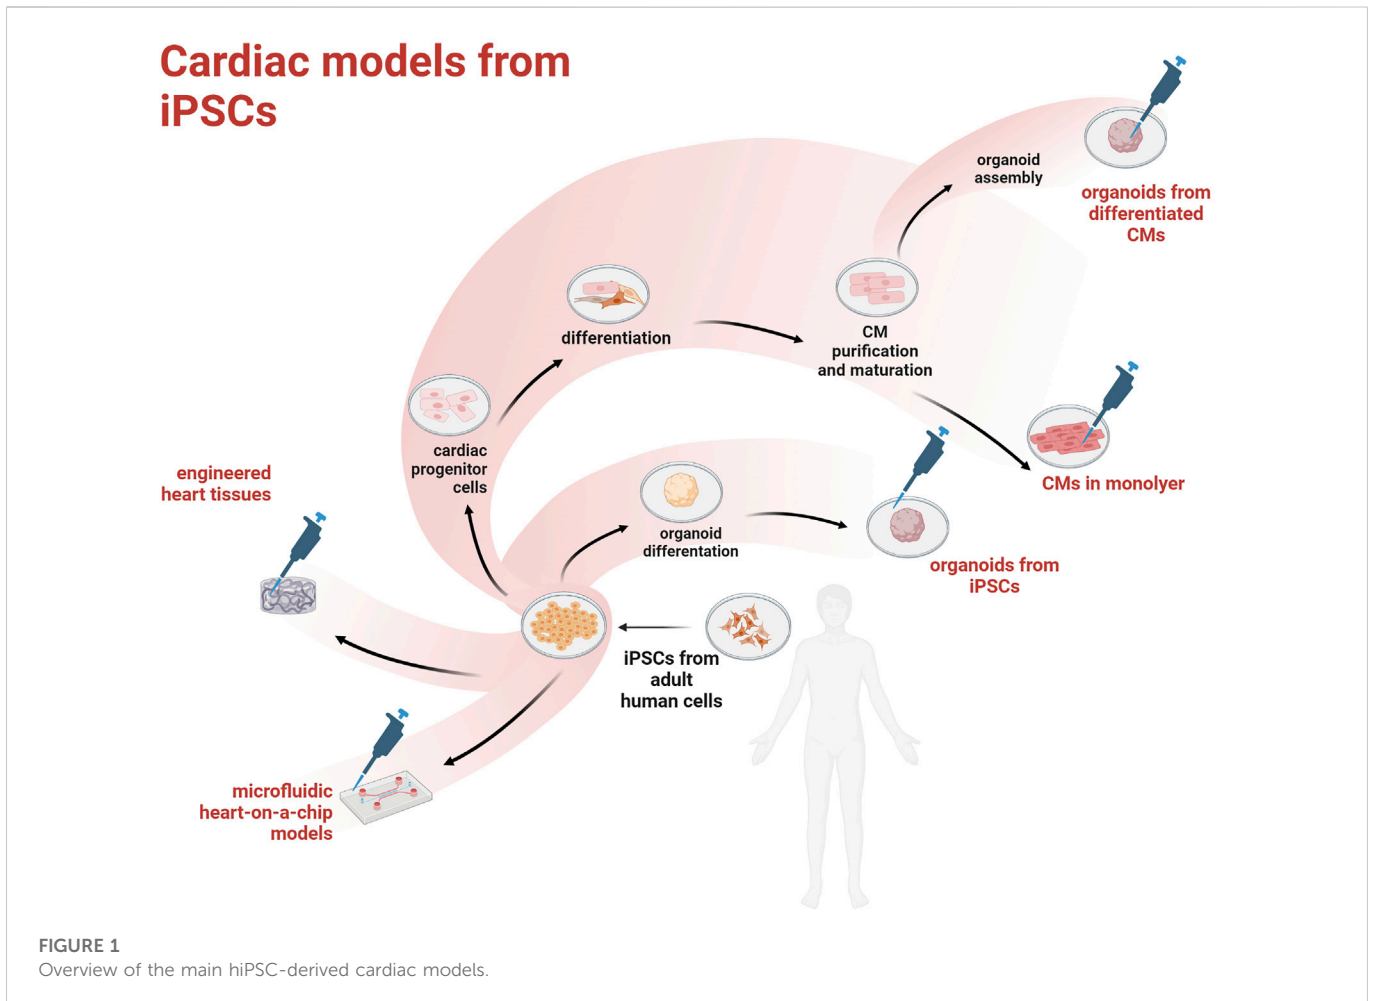 Cardiac models from
iPSCs
organoid
assembly
organoids from
differentiated
CMs
differentiation
CM
purification
and maturation
cardiac
progenitor
cells
CMs in monolyer
engineered
heart tissues
organoid
differentation
organoids from
iPSCs
iPSCs from
adult
human cells
microfluidic
heart-on-a-chip
models
FIGURE 1
Overview of the main hiPSC-derived cardiac models.